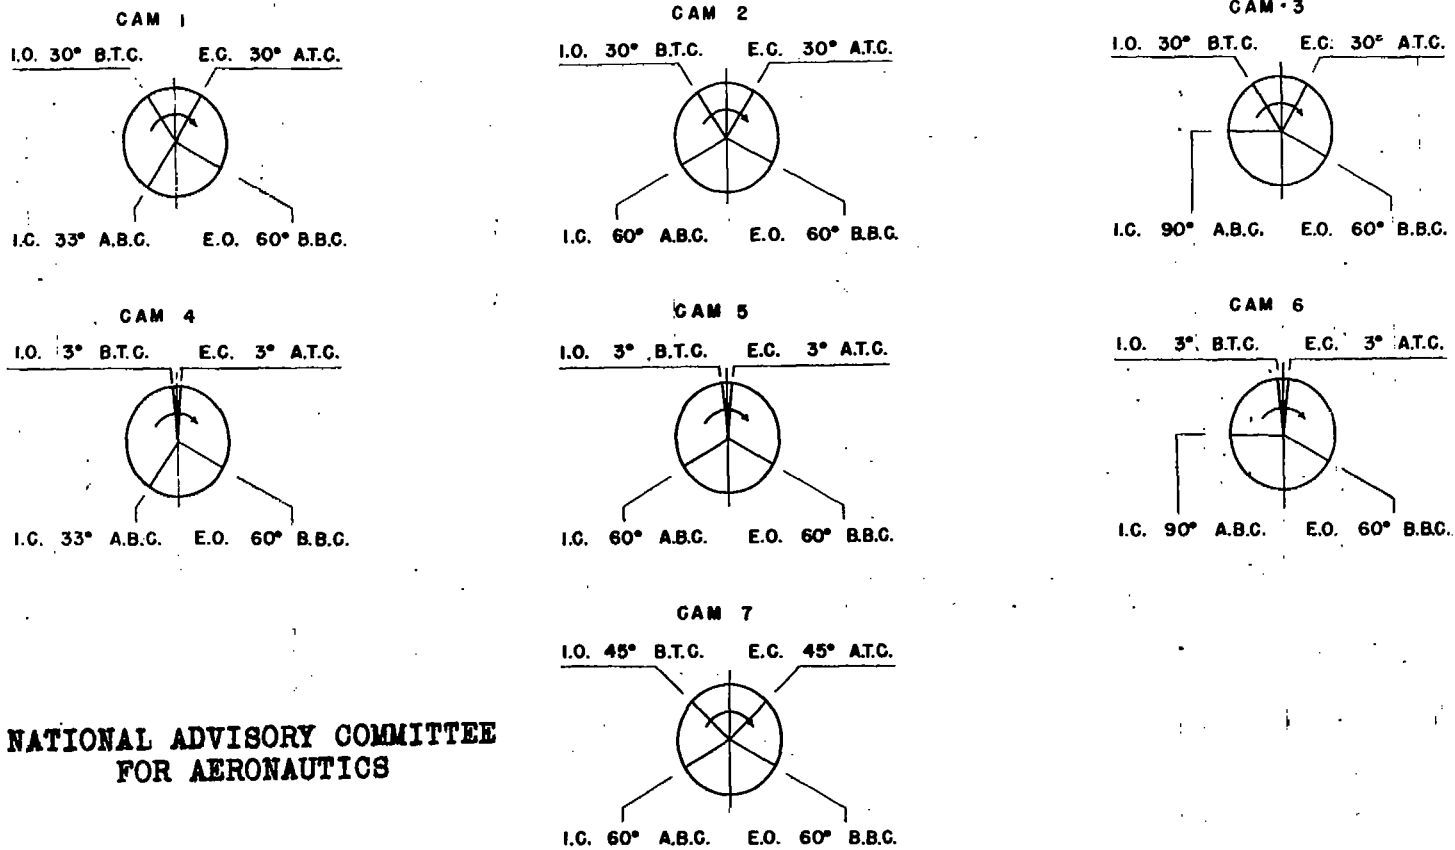 CAM 1
I.O. 30° B.T.C. E.C. 30° A.T.C.
I.C. 33° A.B.C. E.O. 60° B.B.C.
CAM 2
I.O. 30° B.T.C. E.C. 30° A.T.C.
I.C. 60° A.B.C. E.O. 60° B.B.C.
CAM 3
I.O. 30° B.T.C. E.C. 30° A.T.C.
I.C. 90° A.B.C. E.O. 60° B.B.C.
CAM 4
I.O. 3° B.T.C. E.C. 3° A.T.C.
I.C. 33° A.B.C. E.O. 60° B.B.C.
CAM 5
I.O. 3° B.T.C. E.C. 3° A.T.C.
I.C. 60° A.B.C. E.O. 60° B.B.C.
CAM 6
I.O. 3° B.T.C. E.C. 3° A.T.C.
I.C. 90° A.B.C. E.O. 60° B.B.C.
CAM 7
I.O. 45° B.T.C. E.C. 45° A.T.C.
I.C. 60° A.B.C. E.O. 60° B.B.C.
NATIONAL ADVISORY COMMITTEE
FOR AERONAUTICS